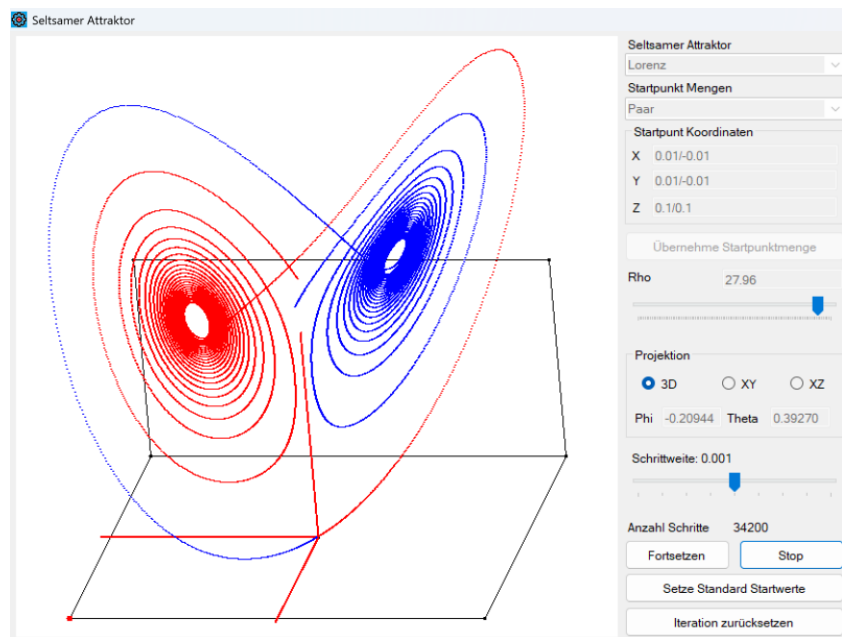 Seltsamer Attraktor
Seltsamer Attraktor
Lorenz
Startpunkt Mengen
Paar
Startpunt Koordinaten
X 0.01/-0.01
Y 0.01/-0.01
Z 0.1/0.1
Übernehme Startpunktmenge
Rho 27.96
Projektion
3D XY XZ
Phi -0.20944 Theta 0.39270
Schrittweite: 0.001
Anzahl Schritte 34200
Fortsetzen Stop
Setze Standard Startwerte
Iteration zurücksetzen